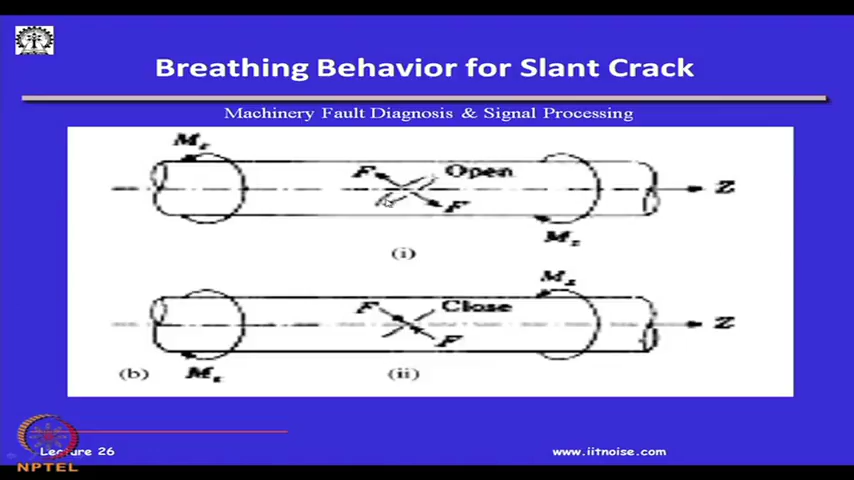 Breathing Behavior for Slant Crack
Machinery Fault Diagnosis & Signal Processing
Mz
F
Open
F
Z
Mz
(i)
Mz
F
Close
F
Z
(b)
Mz
(ii)
Lecture 26
www.iitnoise.com
NPTEL